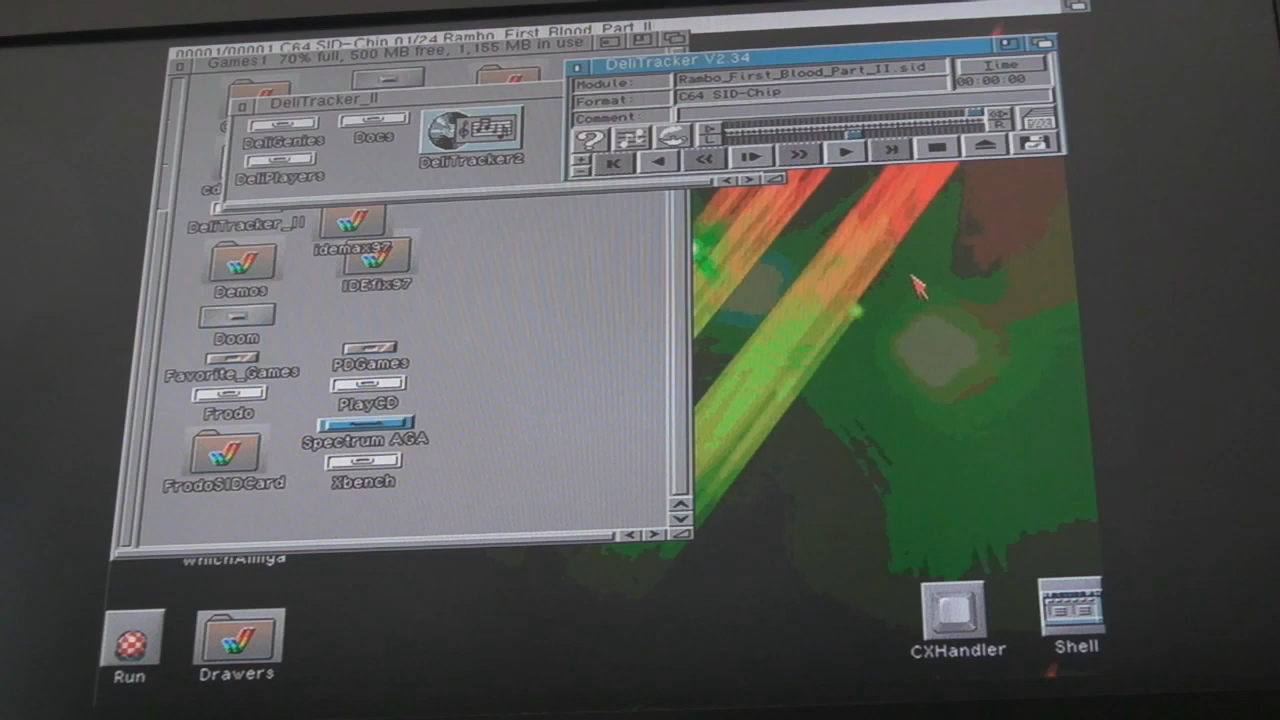 00001/00001 C64 SID-Chip 01/24 Rambo First Blood Part II
Games1 70% full, 500 MB free, 1,155 MB in use
DeliTracker V2.34
Module:
Rambo_First_Blood_Part_II.sid
Time
Format:
C64 SID-Chip
00:00:00
Comment:
L
R
DeliTracker_II
DeliGenies
Docs
DeliTracker2
DeliPlayers
cd
DeliTracker_II
idemax97
Demos
IDEfix97
Doom
Favorite_Games
PDGames
Frodo
PlayCD
Spectrum AGA
FrodoSIDCard
Xbench
whichAmiga
Run
Drawers
CXHandler
Shell